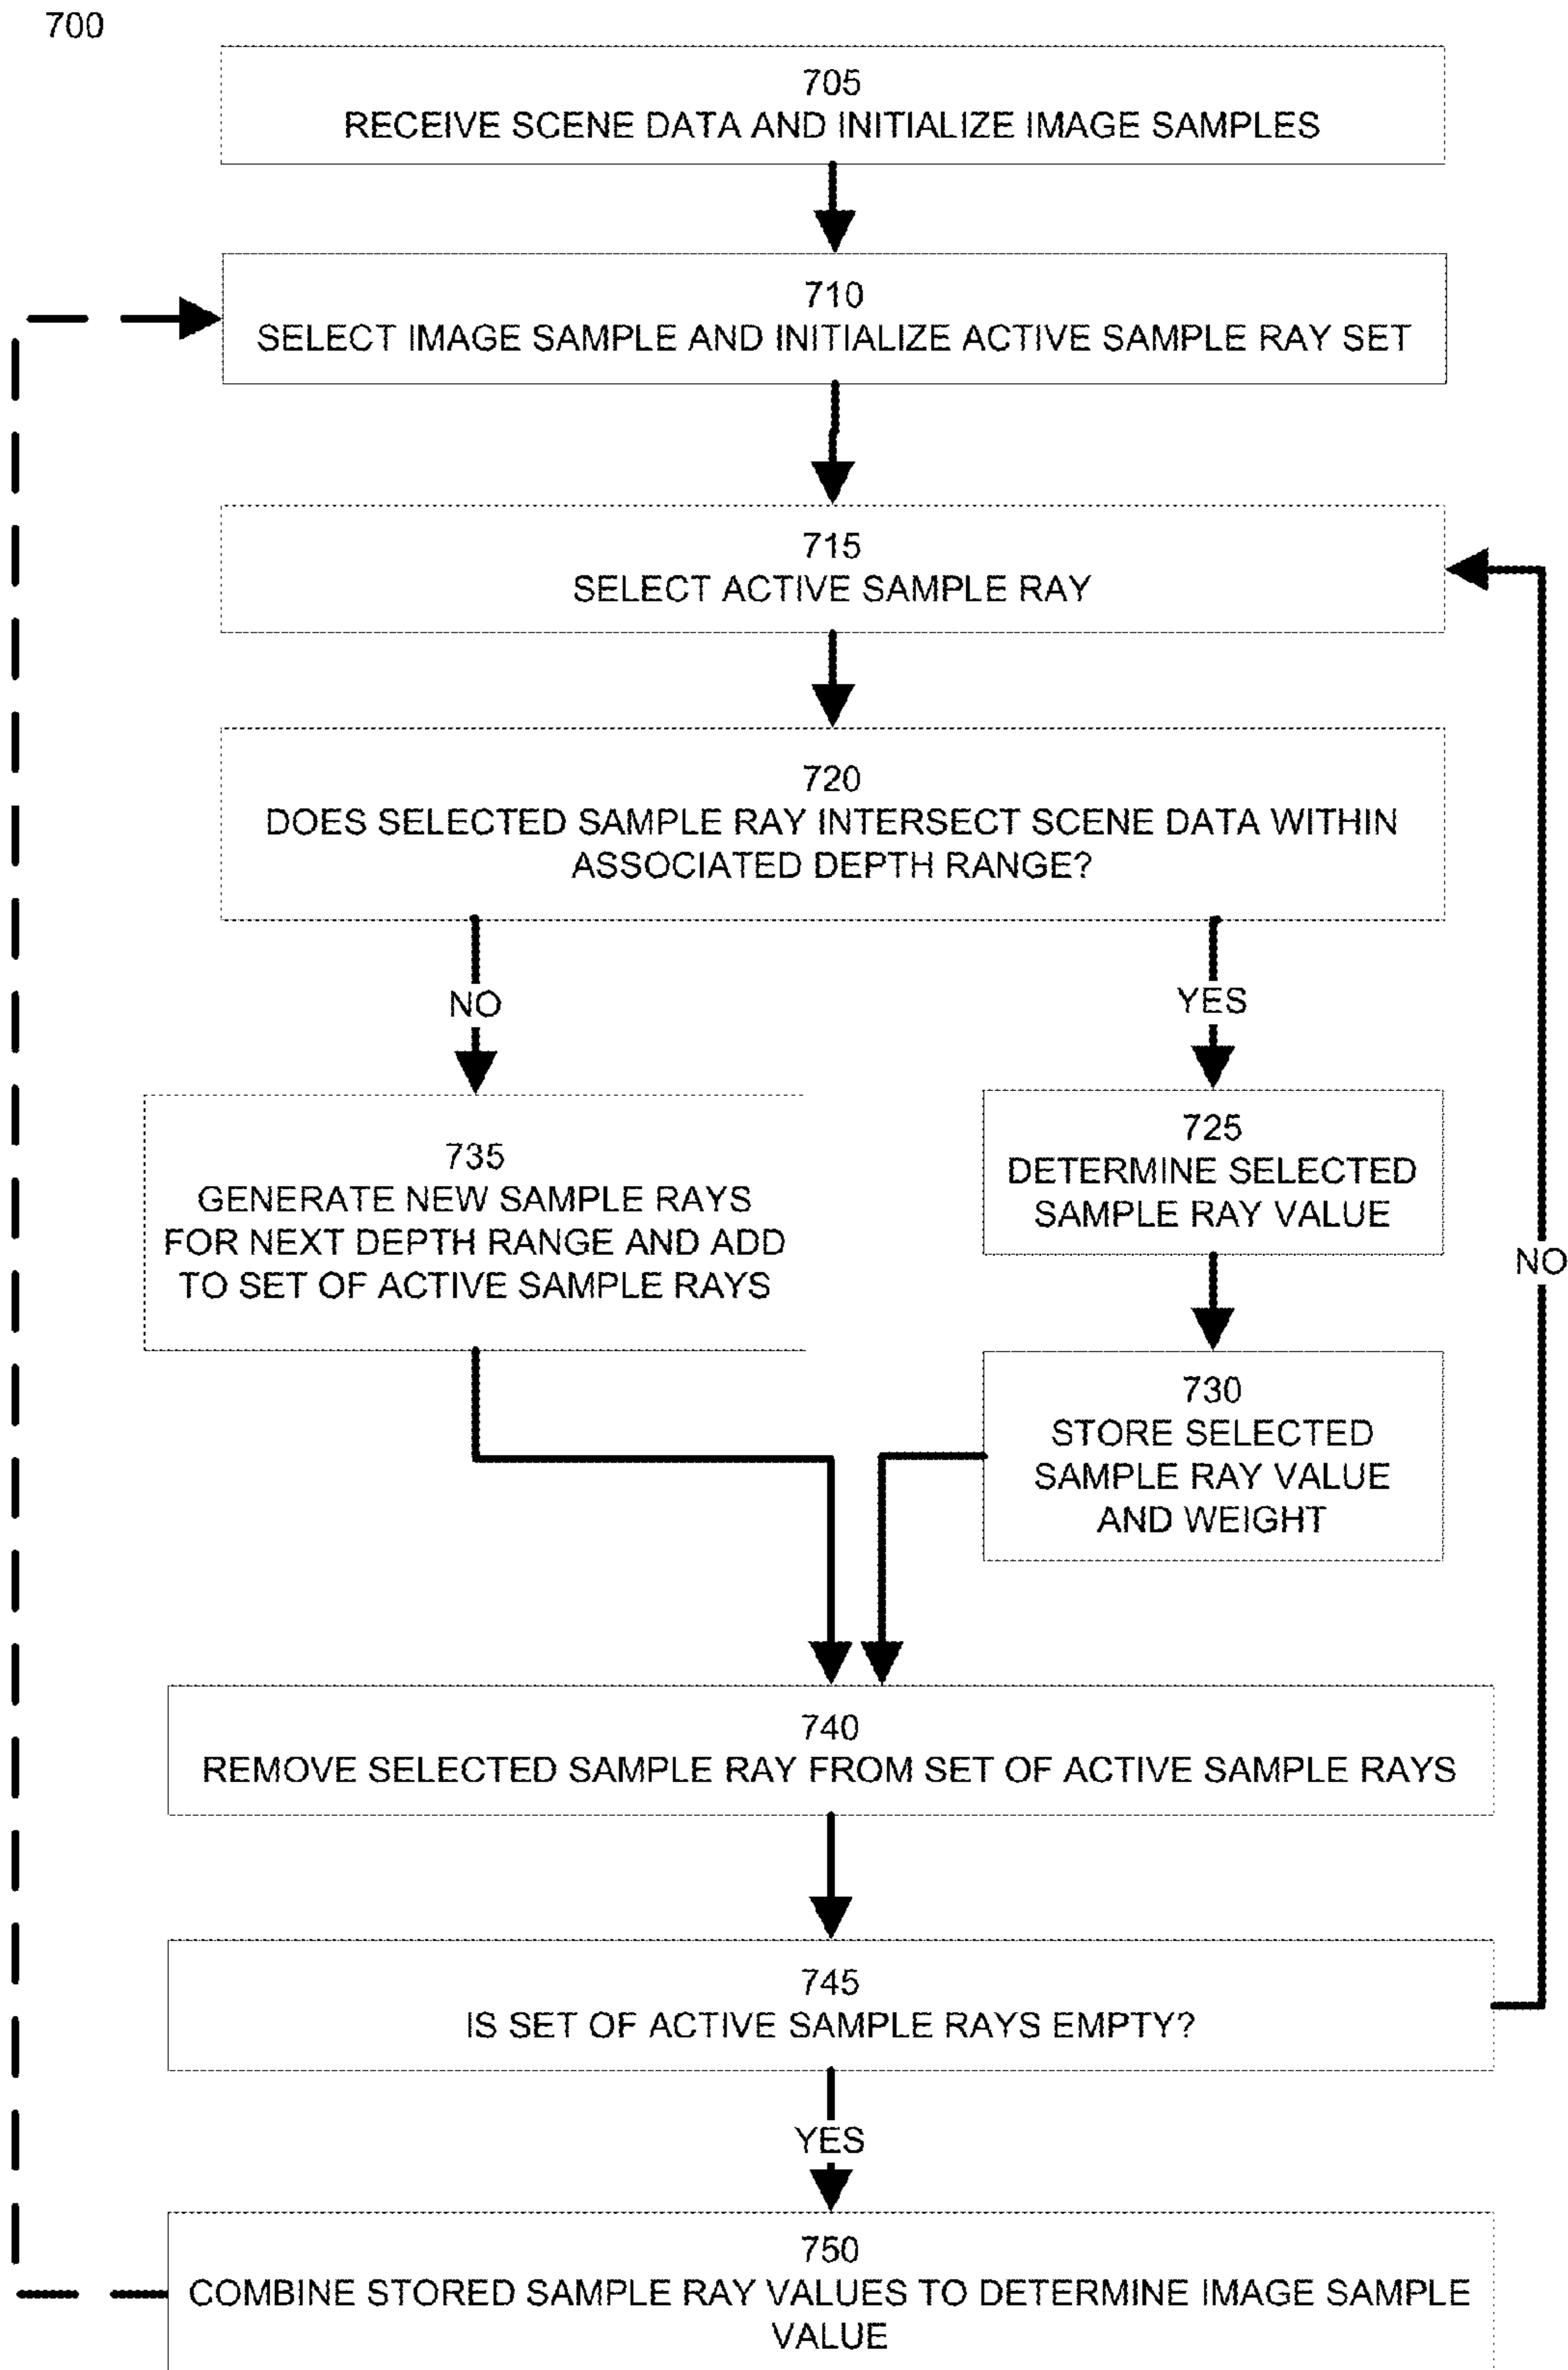 700
705
RECEIVE SCENE DATA AND INITIALIZE IMAGE SAMPLES
710
SELECT IMAGE SAMPLE AND INITIALIZE ACTIVE SAMPLE RAY SET
715
SELECT ACTIVE SAMPLE RAY
720
DOES SELECTED SAMPLE RAY INTERSECT SCENE DATA WITHIN
ASSOCIATED DEPTH RANGE?
NO
YES
735
GENERATE NEW SAMPLE RAYS
FOR NEXT DEPTH RANGE AND ADD
TO SET OF ACTIVE SAMPLE RAYS
725
DETERMINE SELECTED
SAMPLE RAY VALUE
NO
730
STORE SELECTED
SAMPLE RAY VALUE
AND WEIGHT
740
REMOVE SELECTED SAMPLE RAY FROM SET OF ACTIVE SAMPLE RAYS
745
IS SET OF ACTIVE SAMPLE RAYS EMPTY?
YES
750
COMBINE STORED SAMPLE RAY VALUES TO DETERMINE IMAGE SAMPLE
VALUE